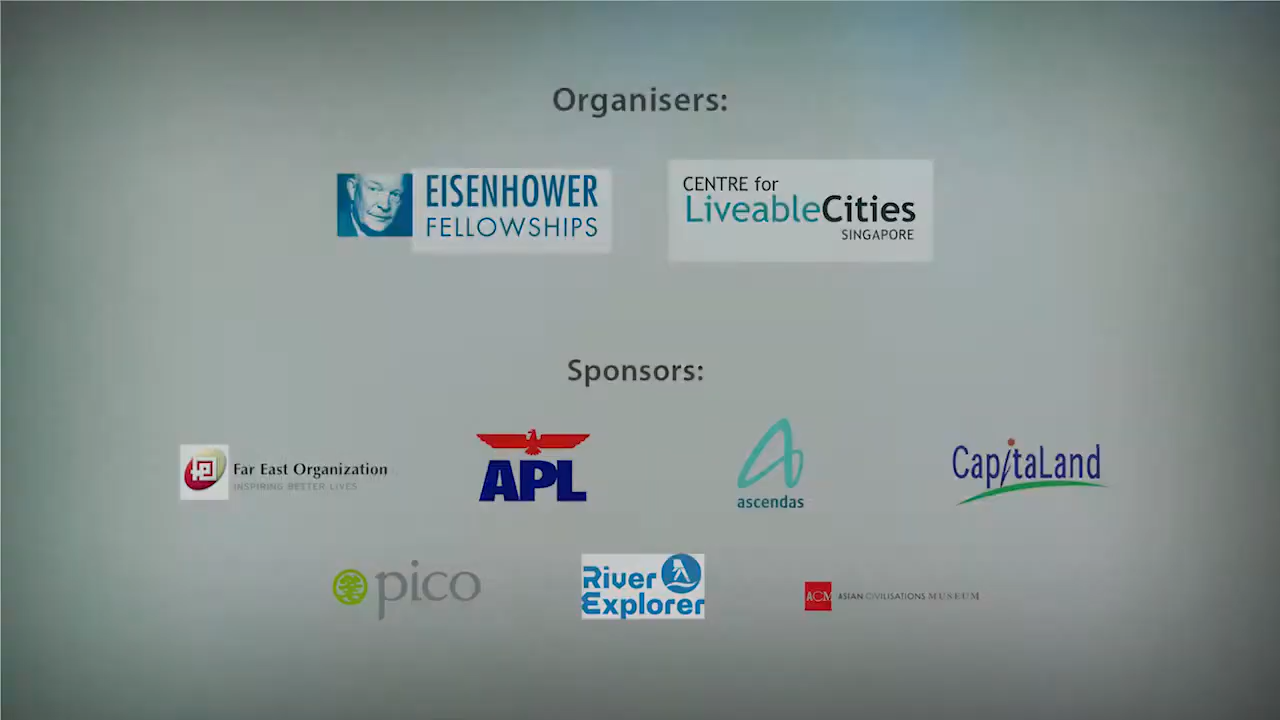 Organisers:
EISENHOWER
FELLOWSHIPS
CENTRE for
LiveableCities
SINGAPORE
Sponsors:
Far East Organization
INSPIRING BETTER LIVES
APL
ascendas
CapitaLand
pico
River
Explorer
ACM ASIAN CIVILISATIONS MUSEUM